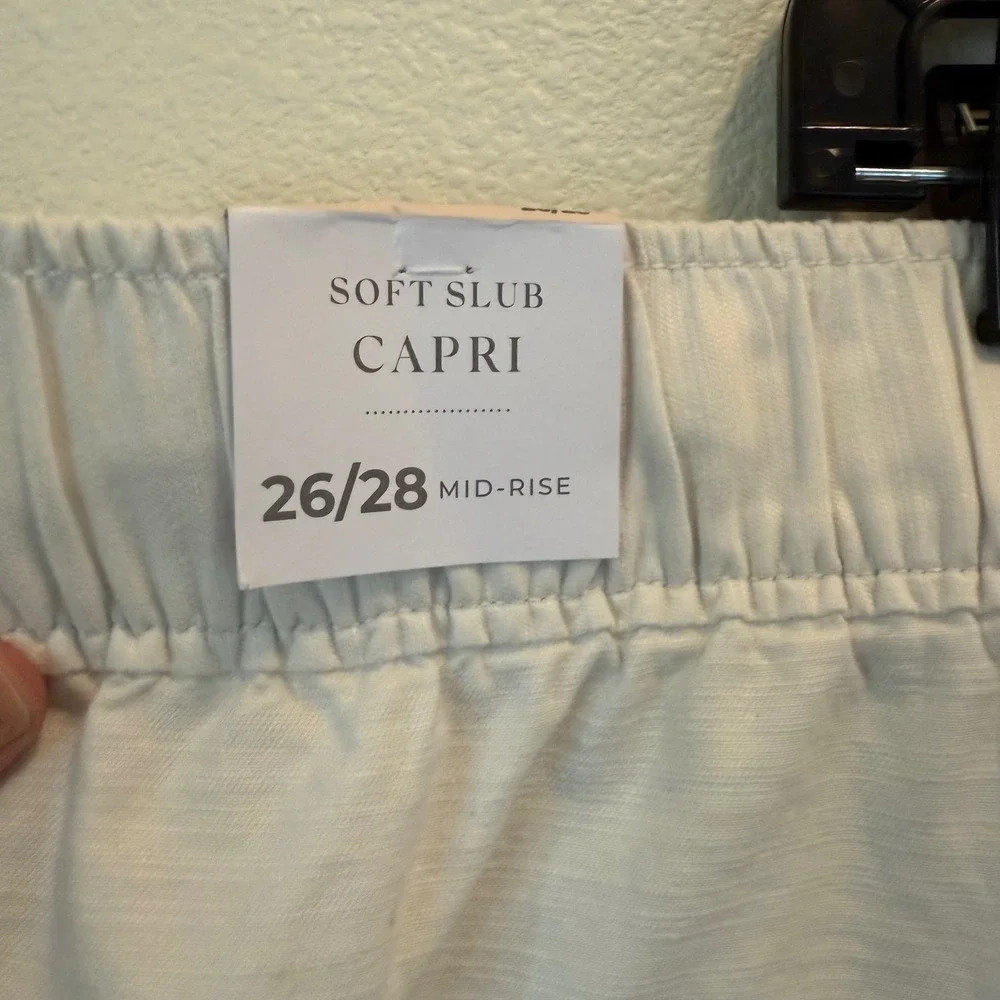 SOFT SLUB
CAPRI
26/28 MID-RISE